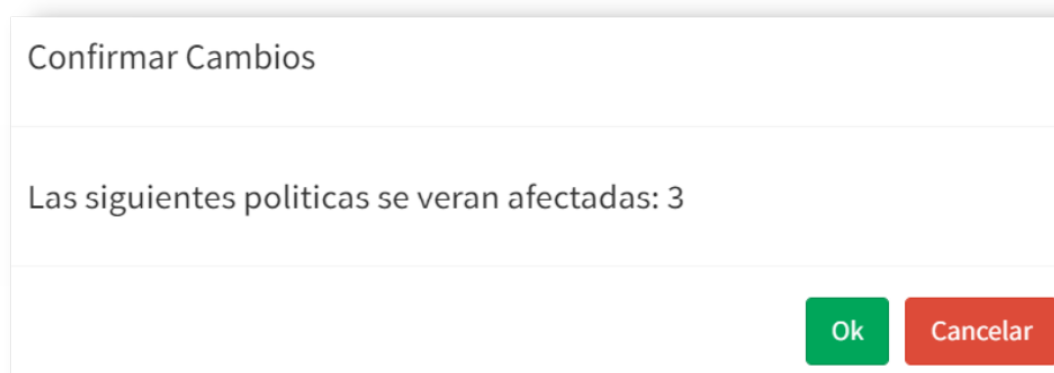 Confirmar Cambios
Las siguientes politicas se veran afectadas: 3
Ok Cancelar